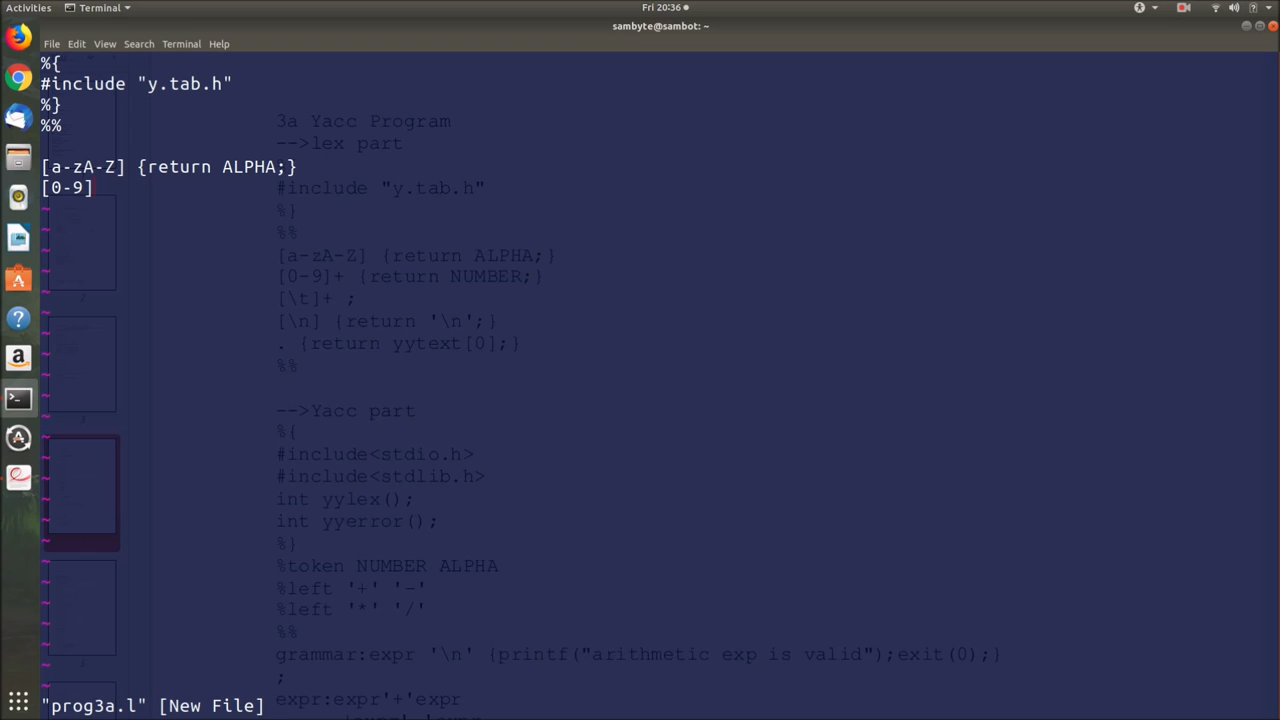 Activities Terminal Fri 20:36
sambyte@sambot: ~
File Edit View Search Terminal Help
%{
#include "y.tab.h"
%}
%%
[a-zA-Z] {return ALPHA;}
[0-9]
~
"prog3a.l" [New File]
3a Yacc Program
-->lex part
#include "y.tab.h"
%}
%%
[a-zA-Z] {return ALPHA;}
[0-9]+ {return NUMBER;}
[\t]+ ;
[\n] {return '\n';}
. {return yytext[0];}
%%
-->Yacc part
%{
#include<stdio.h>
#include<stdlib.h>
int yylex();
int yyerror();
%}
%token NUMBER ALPHA
%left '+' '-'
%left '*' '/'
%%
grammar:expr '\n' {printf("arithmetic exp is valid");exit(0);}
;
expr:expr'+'expr